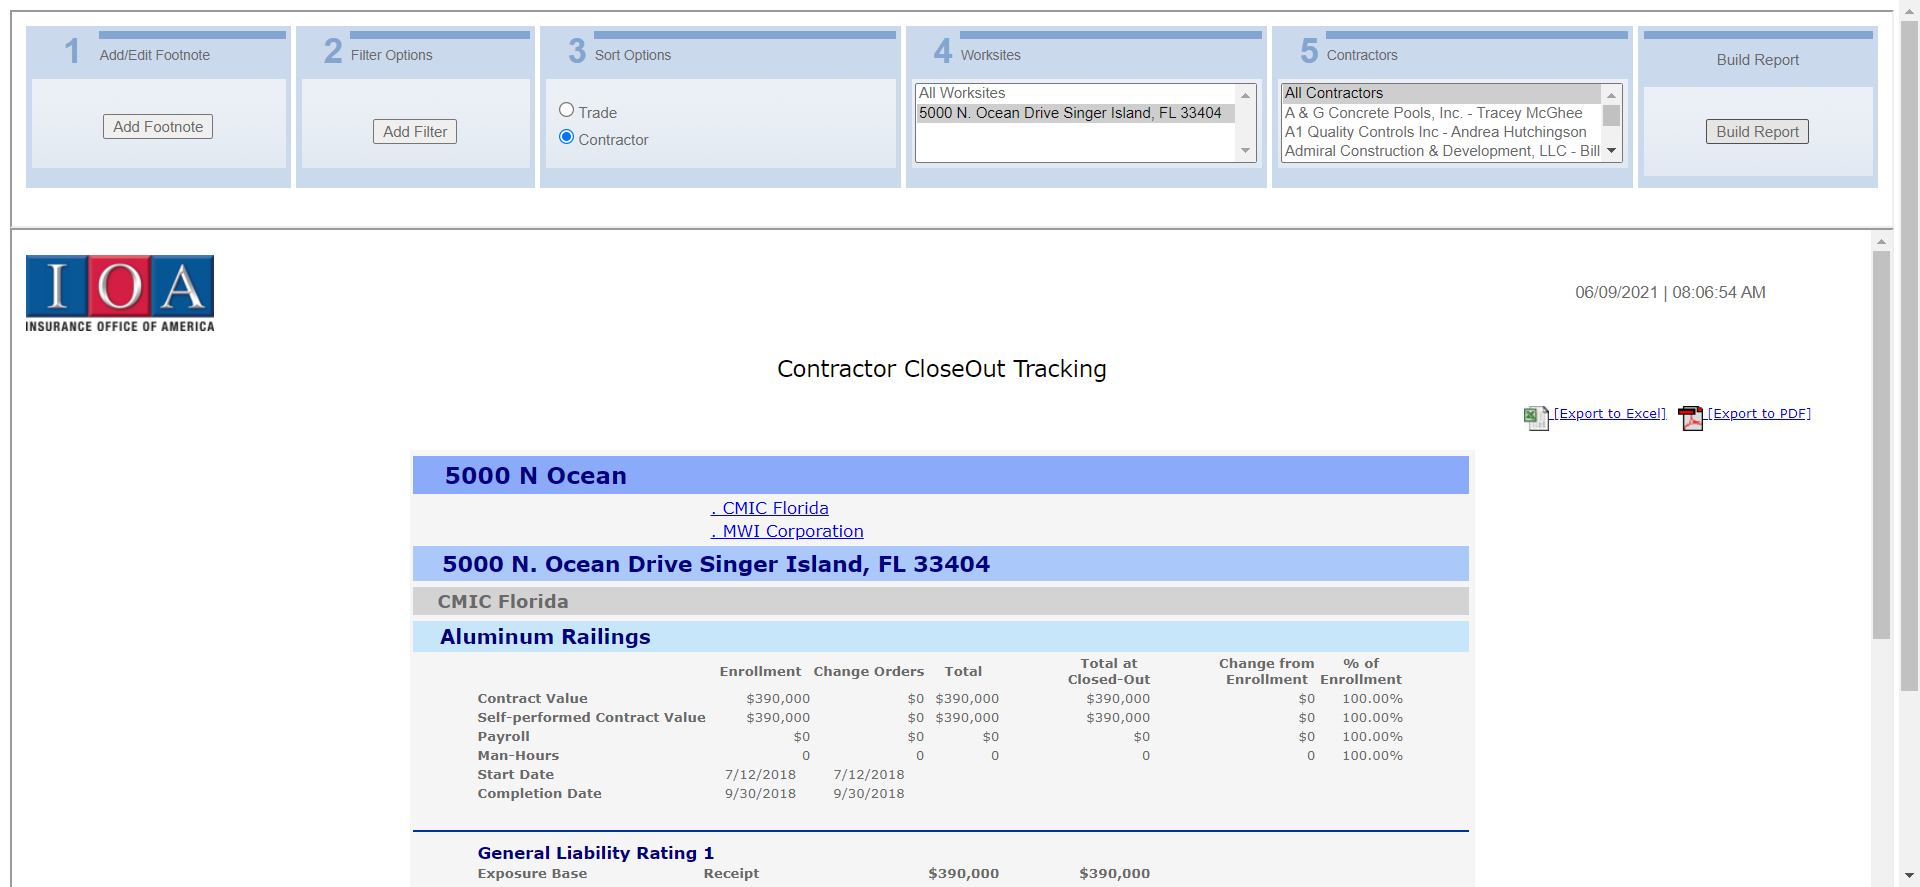 1 Add/Edit Footnote
Add Footnote
2 Filter Options
Add Filter
3 Sort Options
Trade
Contractor
4 Worksites
All Worksites
5000 N. Ocean Drive Singer Island, FL 33404
5 Contractors
All Contractors
A & G Concrete Pools, Inc. - Tracey McGhee
A1 Quality Controls Inc - Andrea Hutchingson
Admiral Construction & Development, LLC - Bill
Build Report
Build Report
IOA
INSURANCE OFFICE OF AMERICA
06/09/2021 | 08:06:54 AM
Contractor CloseOut Tracking
[Export to Excel] [Export to PDF]
5000 N Ocean
. CMIC Florida
. MWI Corporation
5000 N. Ocean Drive Singer Island, FL 33404
CMIC Florida
Aluminum Railings
Enrollment Change Orders Total Total at Closed-Out Change from Enrollment % of Enrollment
Contract Value $390,000 $0 $390,000 $390,000 $0 100.00%
Self-performed Contract Value $390,000 $0 $390,000 $390,000 $0 100.00%
Payroll $0 $0 $0 $0 $0 100.00%
Man-Hours 0 0 0 0 0 100.00%
Start Date 7/12/2018 7/12/2018
Completion Date 9/30/2018 9/30/2018
General Liability Rating 1
Exposure Base Receipt $390,000 $390,000